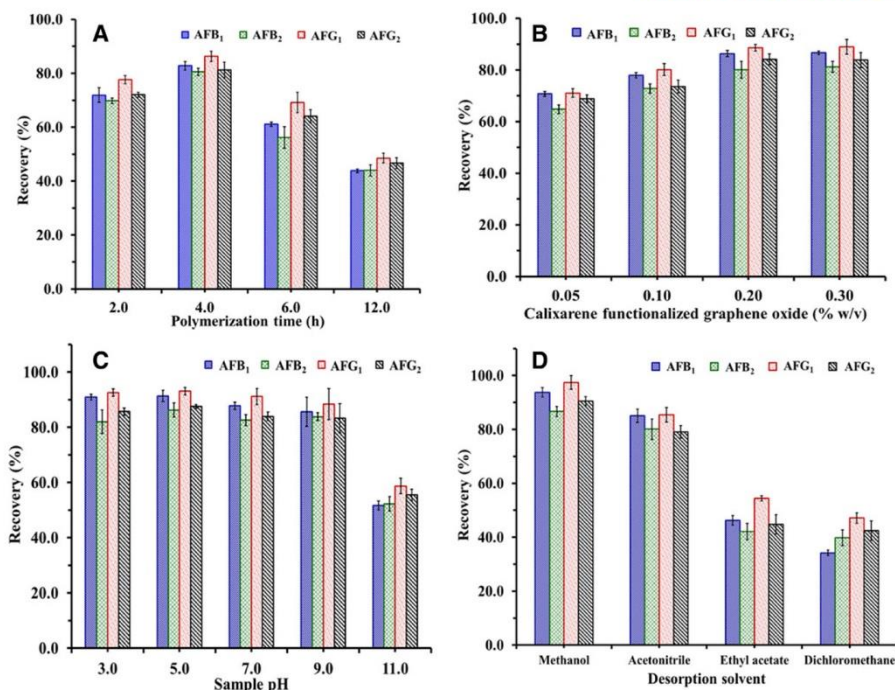 A
AFB1 AFB2 AFG1 AFG2
Recovery (%)
100.0
80.0
60.0
40.0
20.0
0.0
2.0 4.0 6.0 12.0
Polymerization time (h)
B
AFB1 AFB2 AFG1 AFG2
Recovery (%)
100.0
80.0
60.0
40.0
20.0
0.0
0.05 0.10 0.20 0.30
Calixarene functionalized graphene oxide (% w/v)
C
AFB1 AFB2 AFG1 AFG2
Recovery (%)
100.0
80.0
60.0
40.0
20.0
0.0
3.0 5.0 7.0 9.0 11.0
Sample pH
D
AFB1 AFB2 AFG1 AFG2
Recovery (%)
100.0
80.0
60.0
40.0
20.0
0.0
Methanol Acetonitrile Ethyl acetate Dichloromethane
Desorption solvent